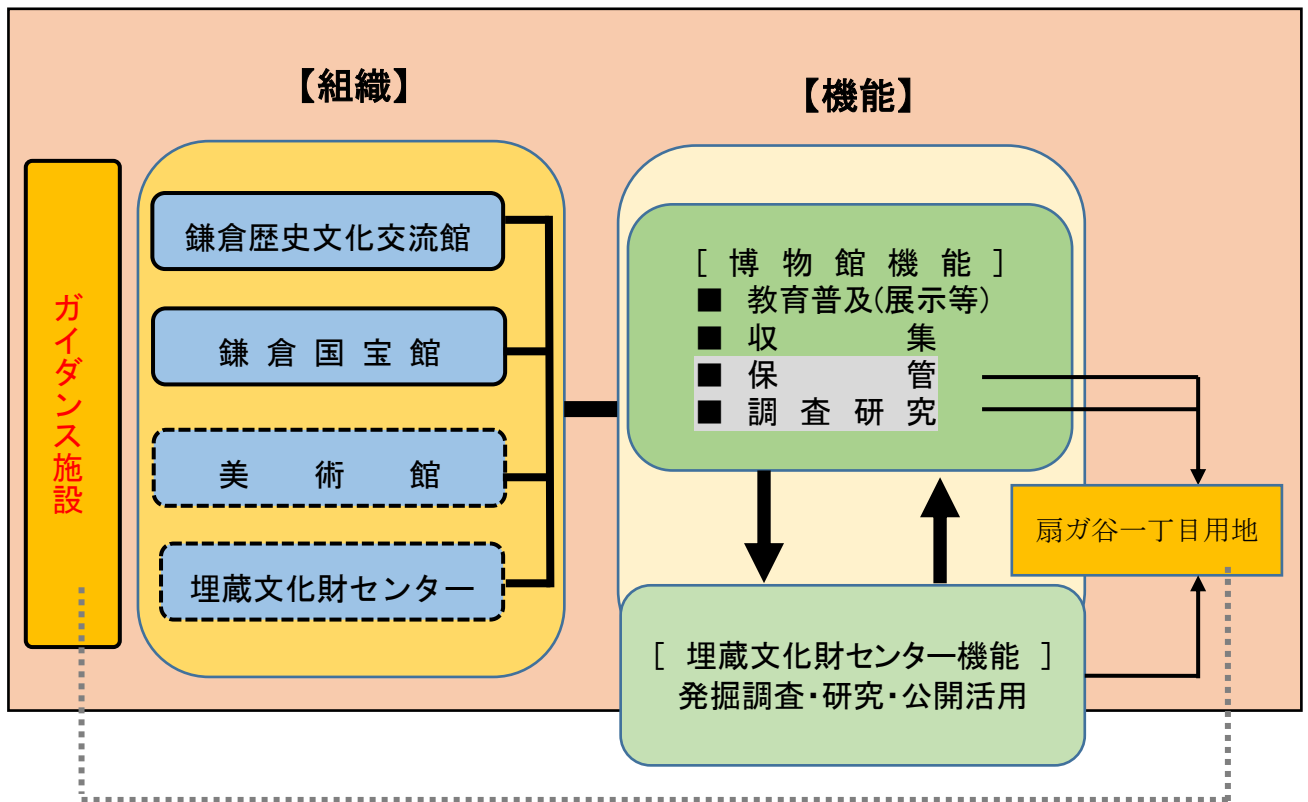 【組織】
【機能】
ガイダンス施設
鎌倉歴史文化交流館
鎌倉国宝館
美術館
埋蔵文化財センター
[ 博物館機能 ]
■ 教育普及(展示等)
■ 収集
■ 保管
■ 調査研究
扇ガ谷一丁目用地
[ 埋蔵文化財センター機能 ]
発掘調査・研究・公開活用